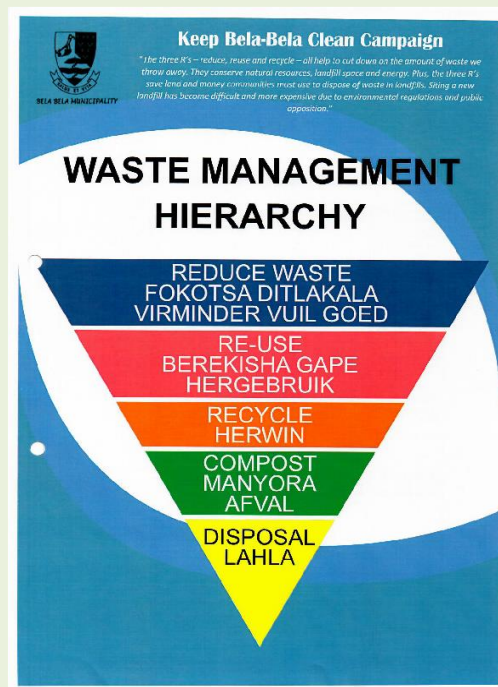 Keep Bela-Bela Clean Campaign
"The three R's – reduce, reuse and recycle – all help to cut down on the amount of waste we
throw away. They conserve natural resources, landfill space and energy. Plus, the three R's
save land and money communities must use to dispose of waste in landfills. Siting a new
landfill has become difficult and more expensive due to environmental regulations and public
opposition."
BELA BELA MUNICIPALITY
WASTE MANAGEMENT
HIERARCHY
REDUCE WASTE
FOKOTSA DITLAKALA
VIRMINDER VUIL GOED
RE-USE
BEREKISHA GAPE
HERGEBRUIK
RECYCLE
HERWIN
COMPOST
MANYORA
AFVAL
DISPOSAL
LAHLA